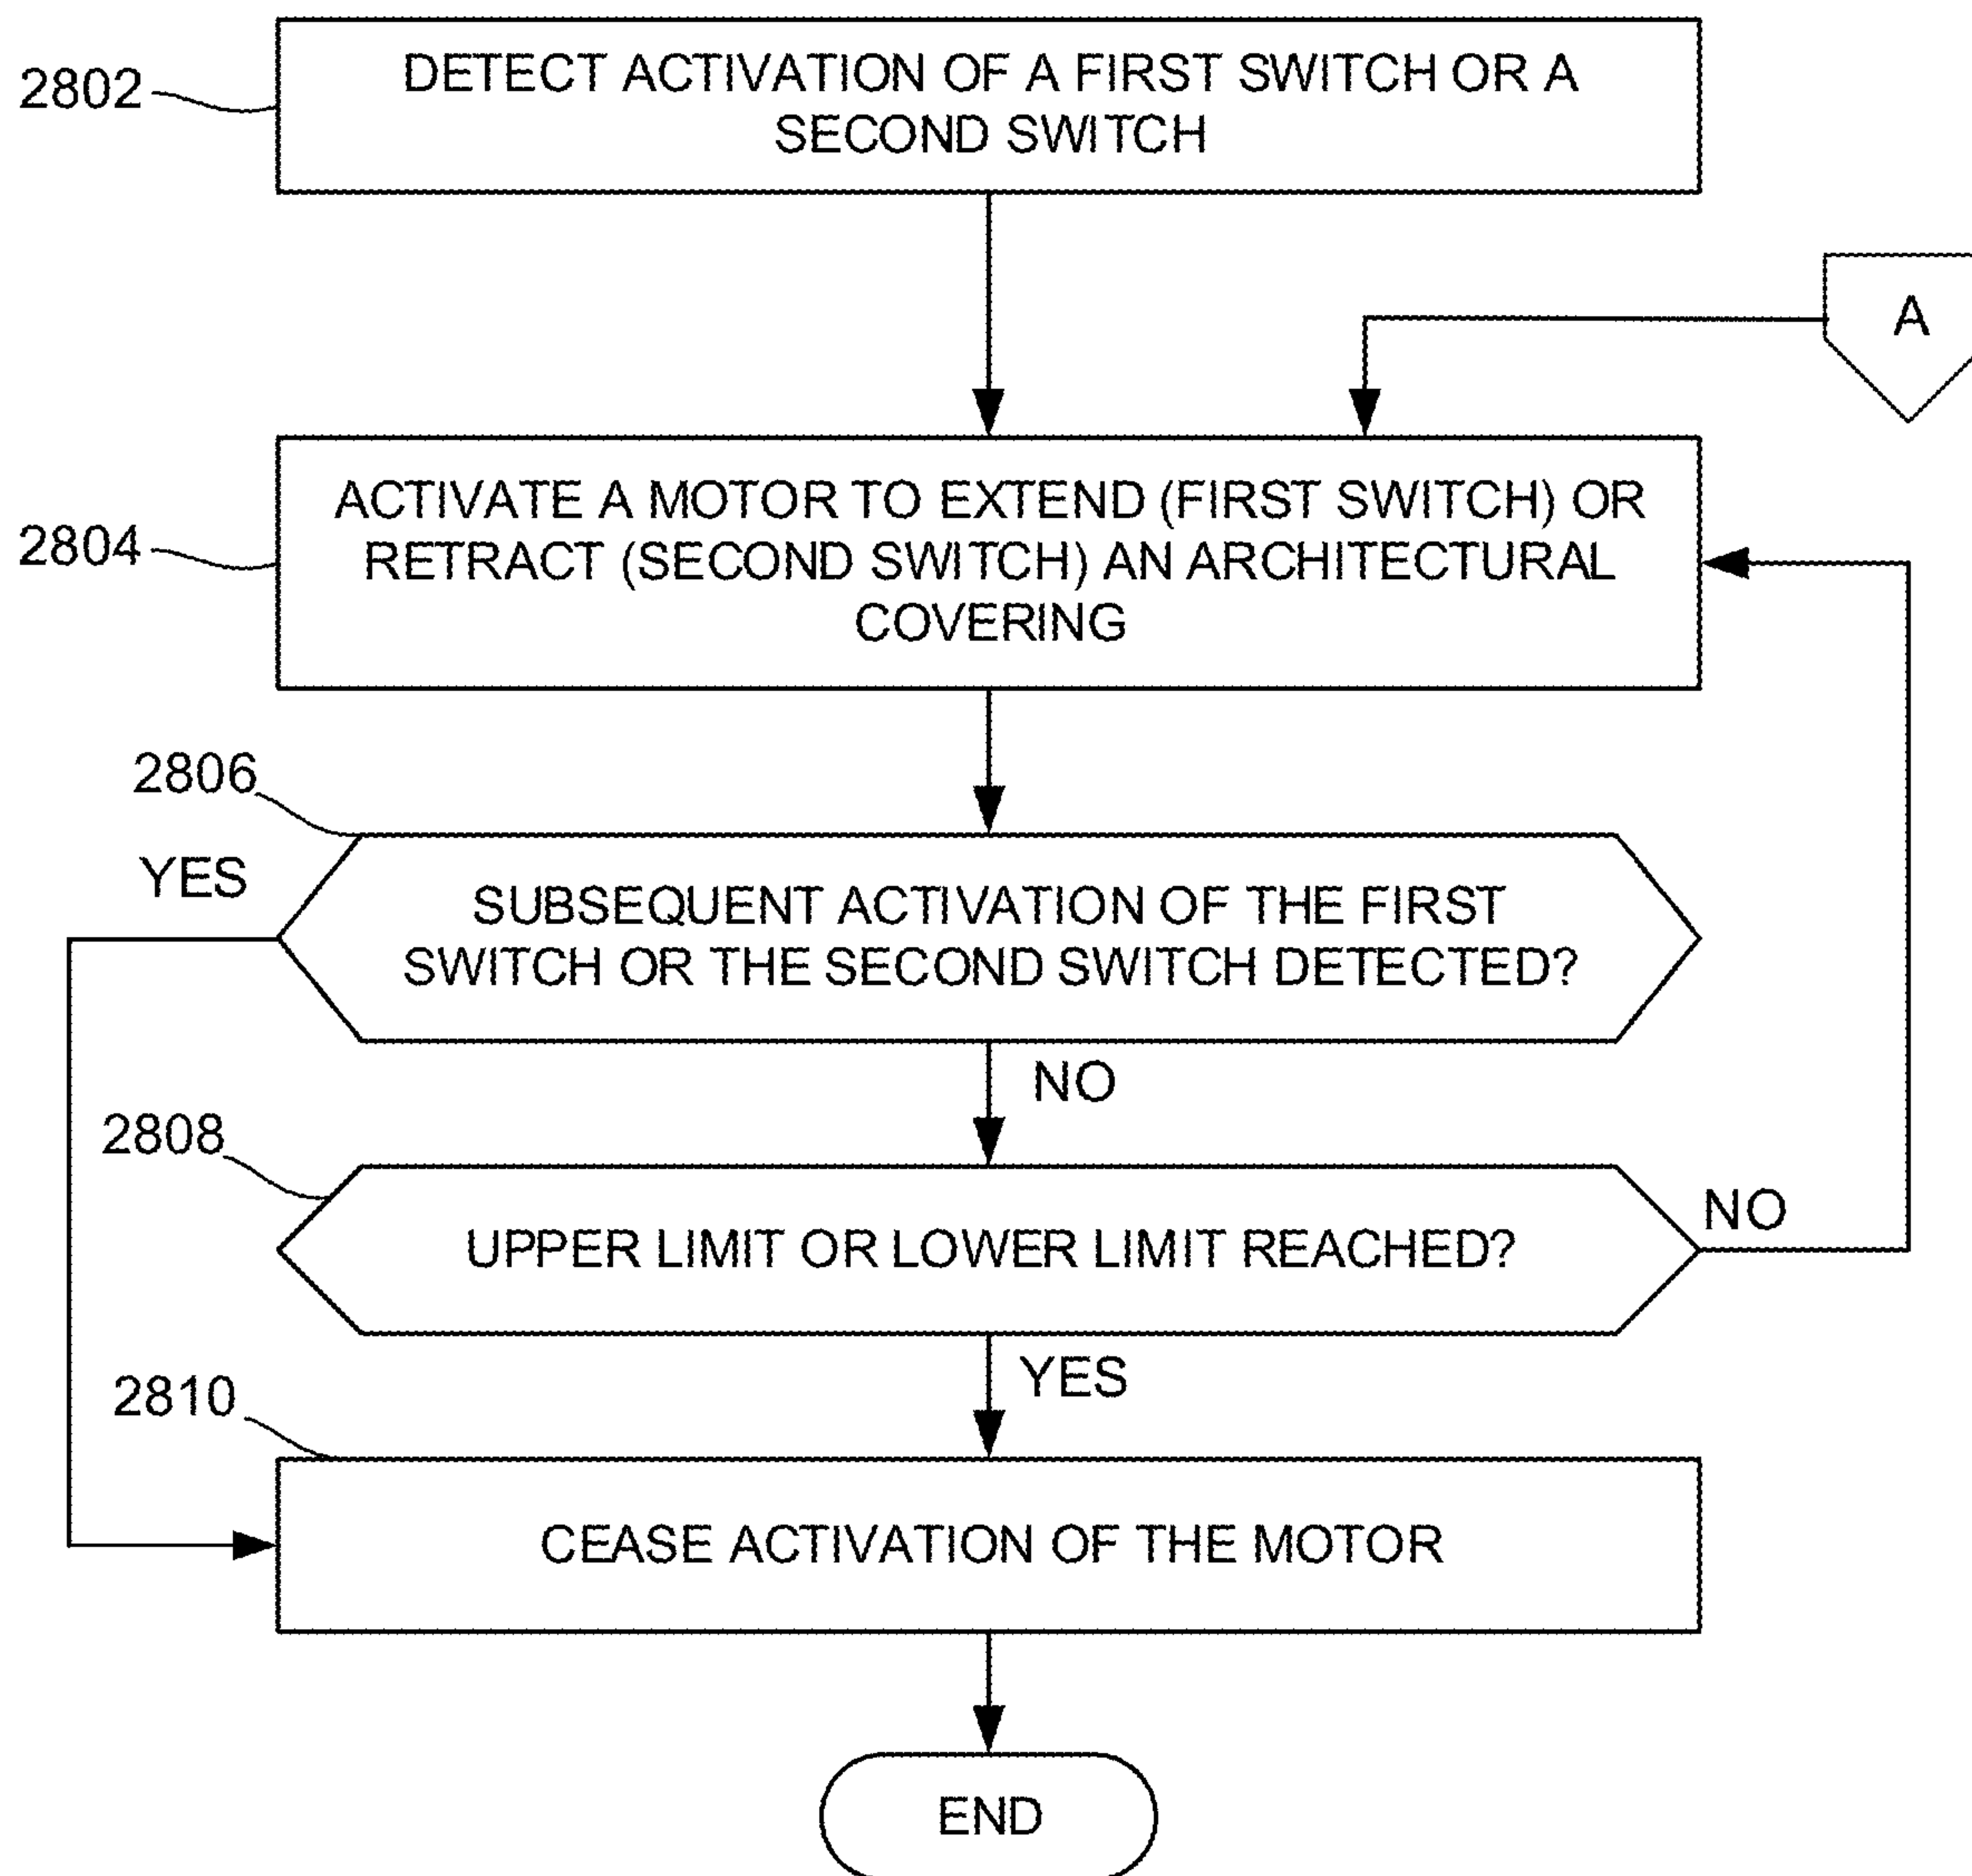 2802
DETECT ACTIVATION OF A FIRST SWITCH OR A
SECOND SWITCH
A
2804
ACTIVATE A MOTOR TO EXTEND (FIRST SWITCH) OR
RETRACT (SECOND SWITCH) AN ARCHITECTURAL
COVERING
2806
YES
SUBSEQUENT ACTIVATION OF THE FIRST
SWITCH OR THE SECOND SWITCH DETECTED?
NO
2808
UPPER LIMIT OR LOWER LIMIT REACHED?
NO
YES
2810
CEASE ACTIVATION OF THE MOTOR
END